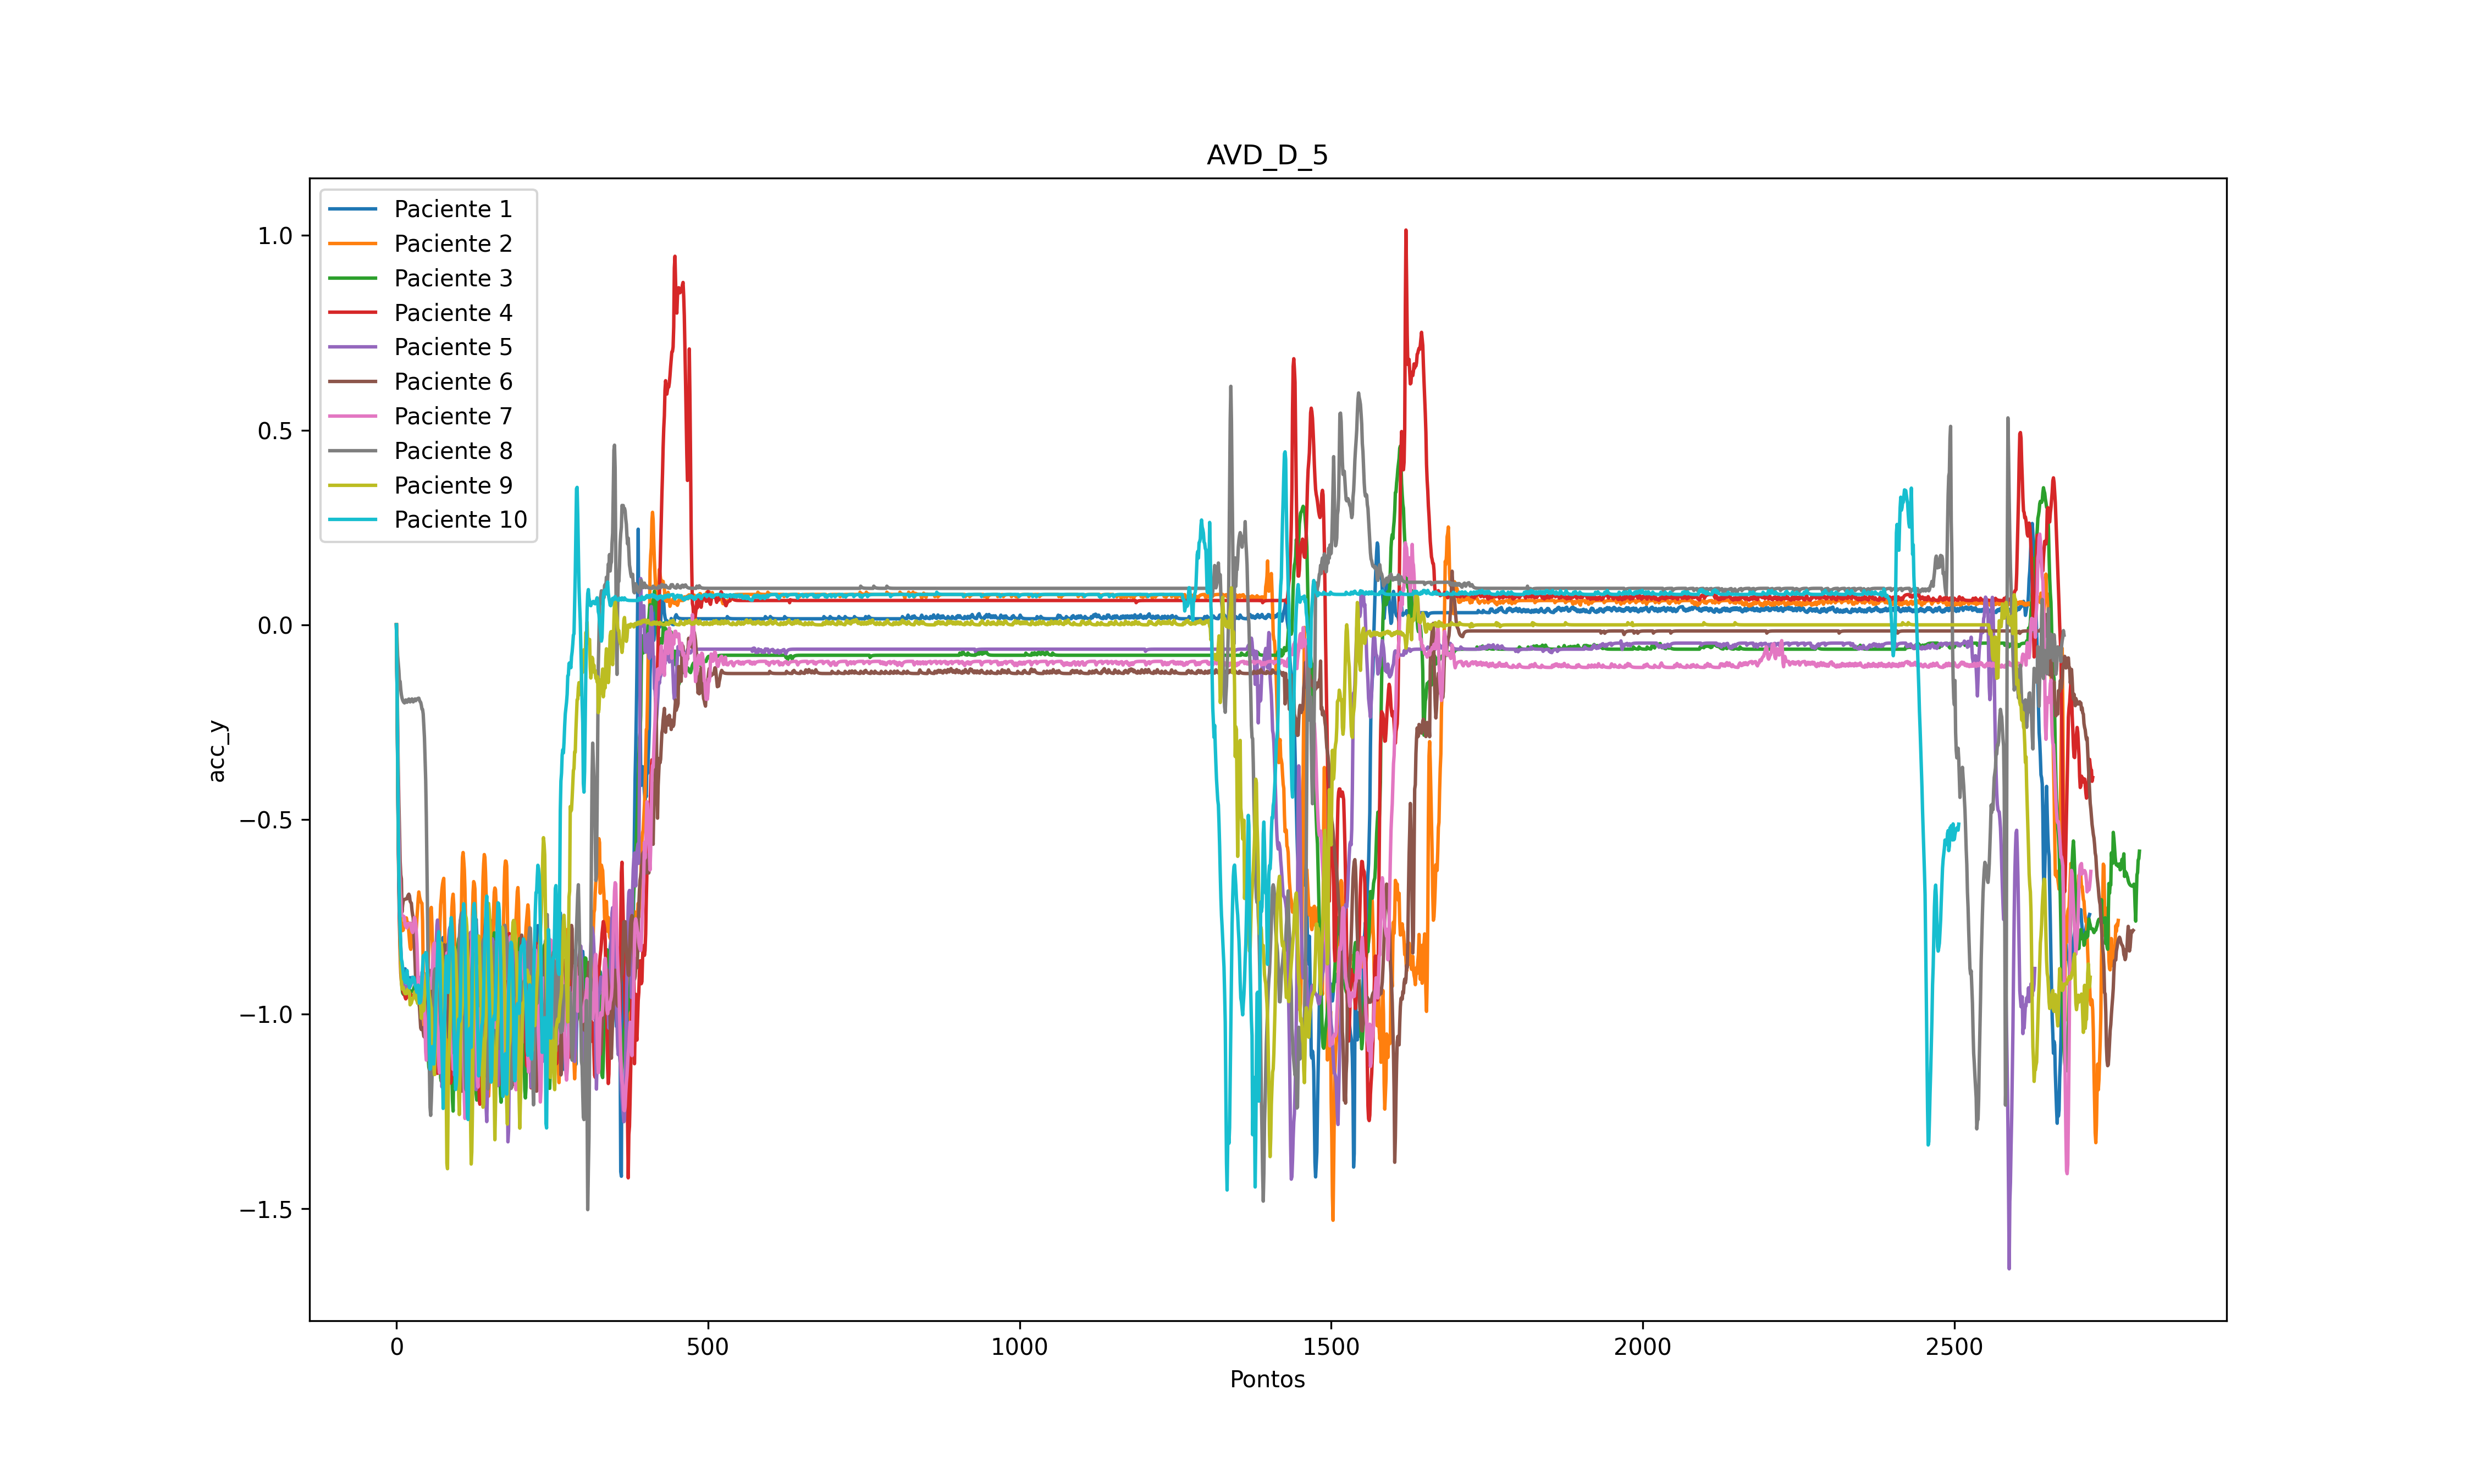 AVD_D_5
Paciente 1
Paciente 2
Paciente 3
Paciente 4
Paciente 5
Paciente 6
Paciente 7
Paciente 8
Paciente 9
Paciente 10
1.0
0.5
0.0
−0.5
−1.0
−1.5
acc_y
0 500 1000 1500 2000 2500
Pontos